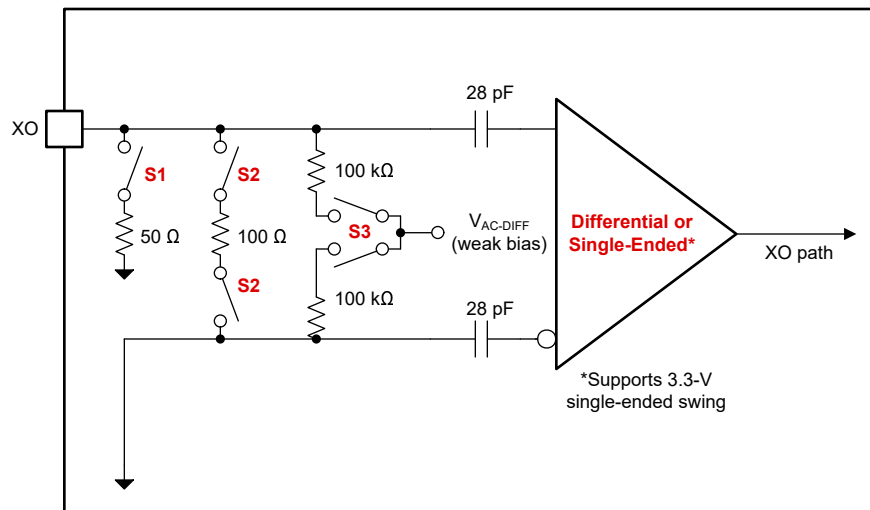 28 pF
XO
S1
S2
100 kΩ
S3
V_AC-DIFF
(weak bias)
50 Ω
100 Ω
S2
100 kΩ
28 pF
Differential or
Single-Ended*
XO path
*Supports 3.3-V
single-ended swing